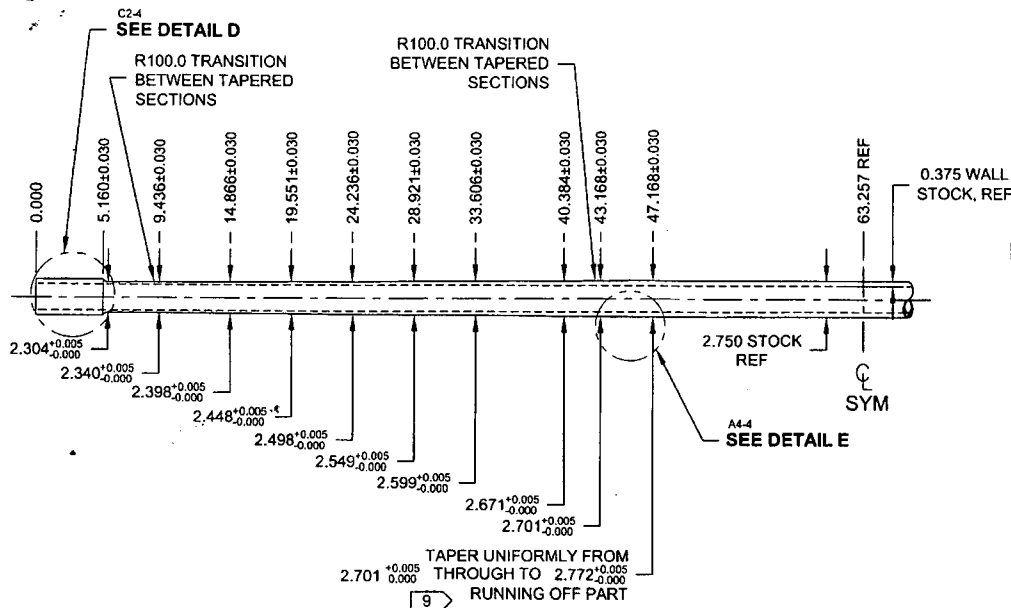 C2-4
SEE DETAIL D
R100.0 TRANSITION
BETWEEN TAPERED
SECTIONS
R100.0 TRANSITION
BETWEEN TAPERED
SECTIONS
0.000
5.160±0.030
9.436±0.030
14.866±0.030
19.551±0.030
24.236±0.030
28.921±0.030
33.606±0.030
40.384±0.030
43.168±0.030
47.168±0.030
63.257 REF
0.375 WALL
STOCK, REF
2.304 +0.005 -0.000
2.340 +0.005 -0.000
2.398 +0.005 -0.000
2.448 +0.005 -0.000
2.498 +0.005 -0.000
2.549 +0.005 -0.000
2.599 +0.005 -0.000
2.671 +0.005 -0.000
2.701 +0.005 -0.000
2.750 STOCK
REF
℄
SYM
A4-4
SEE DETAIL E
TAPER UNIFORMLY FROM
2.701 +0.005 0.000 THROUGH TO 2.772 +0.005 -0.000
RUNNING OFF PART
9